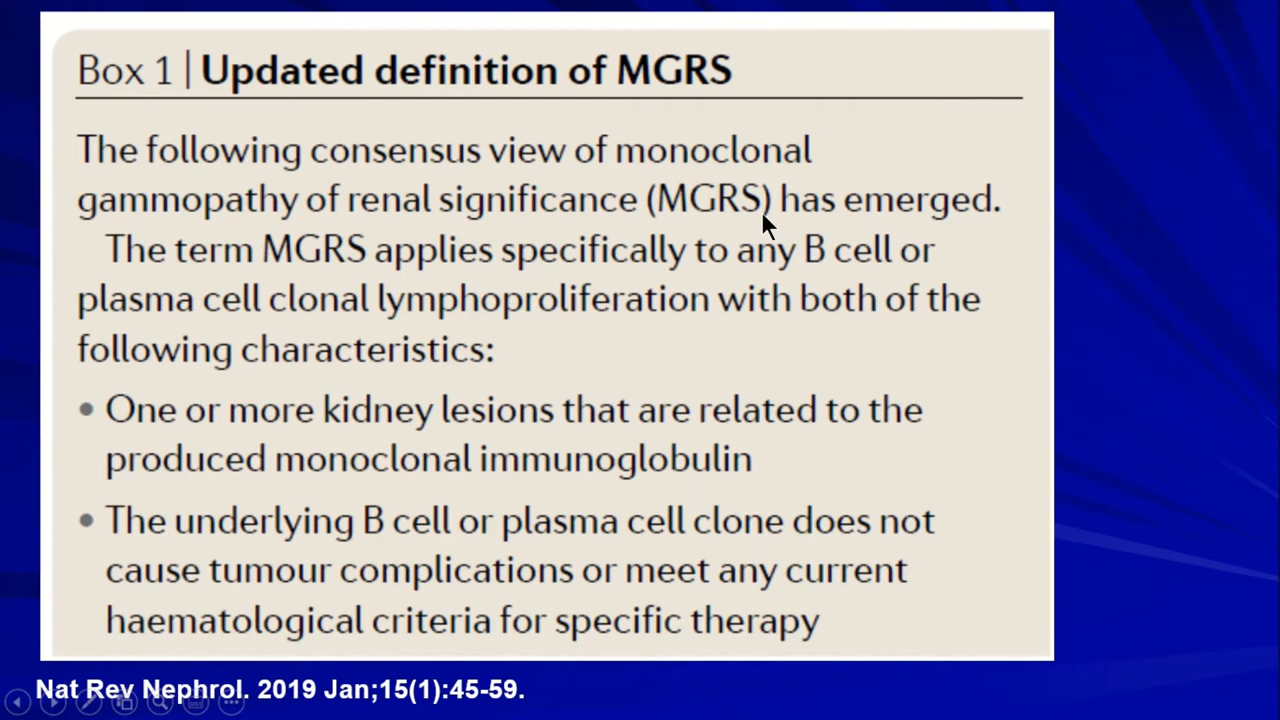 Box 1 | Updated definition of MGRS
The following consensus view of monoclonal
gammopathy of renal significance (MGRS) has emerged.
The term MGRS applies specifically to any B cell or
plasma cell clonal lymphoproliferation with both of the
following characteristics:
• One or more kidney lesions that are related to the
produced monoclonal immunoglobulin
• The underlying B cell or plasma cell clone does not
cause tumour complications or meet any current
haematological criteria for specific therapy
Nat Rev Nephrol. 2019 Jan;15(1):45-59.